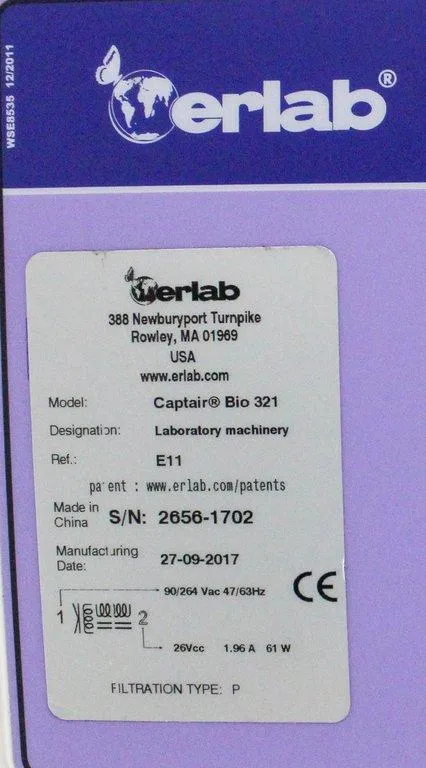 WSE8535 12/2011
erlab®
erlab
388 Newburyport Turnpike
Rowley, MA 01969
USA
www.erlab.com
Model: Captair® Bio 321
Designation: Laboratory machinery
Ref.: E11
patent : www.erlab.com/patents
Made in China S/N: 2656-1702
Manufacturing Date: 27-09-2017
CE
90/264 Vac 47/63Hz
1 2
26Vcc 1.96 A 61 W
FILTRATION TYPE: P